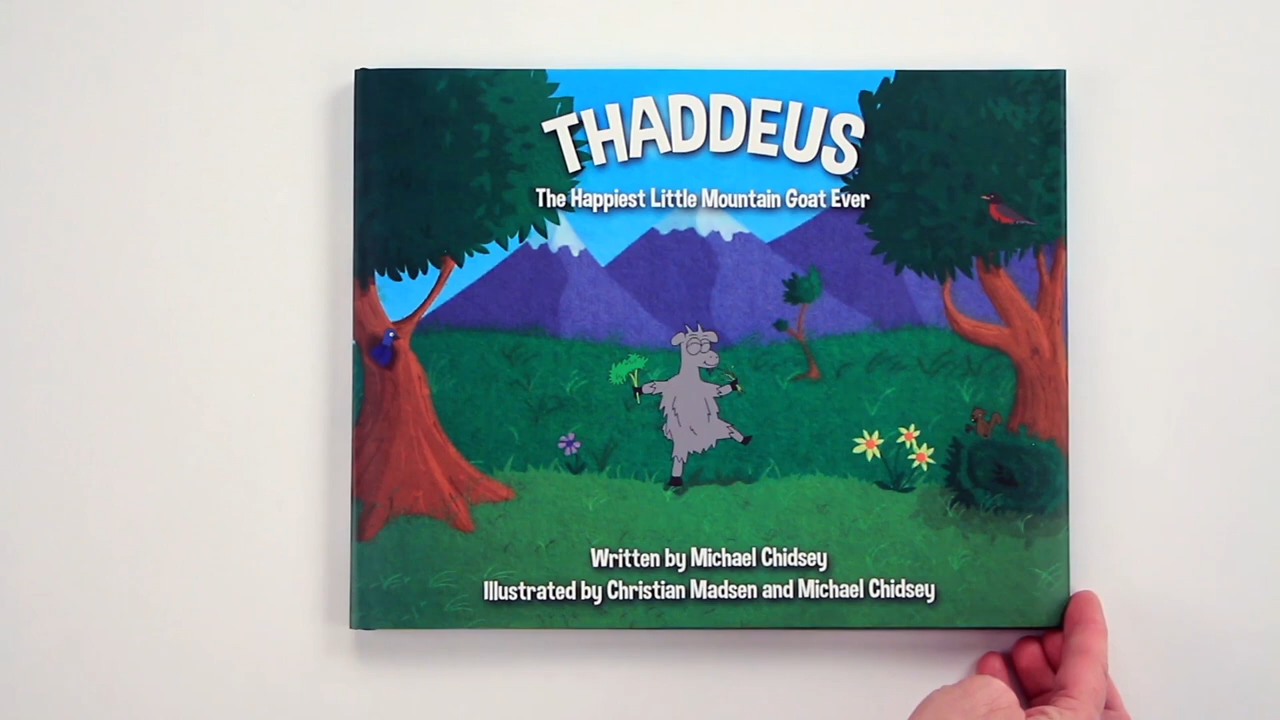 THADDEUS
The Happiest Little Mountain Goat Ever
Written by Michael Chidsey
Illustrated by Christian Madsen and Michael Chidsey